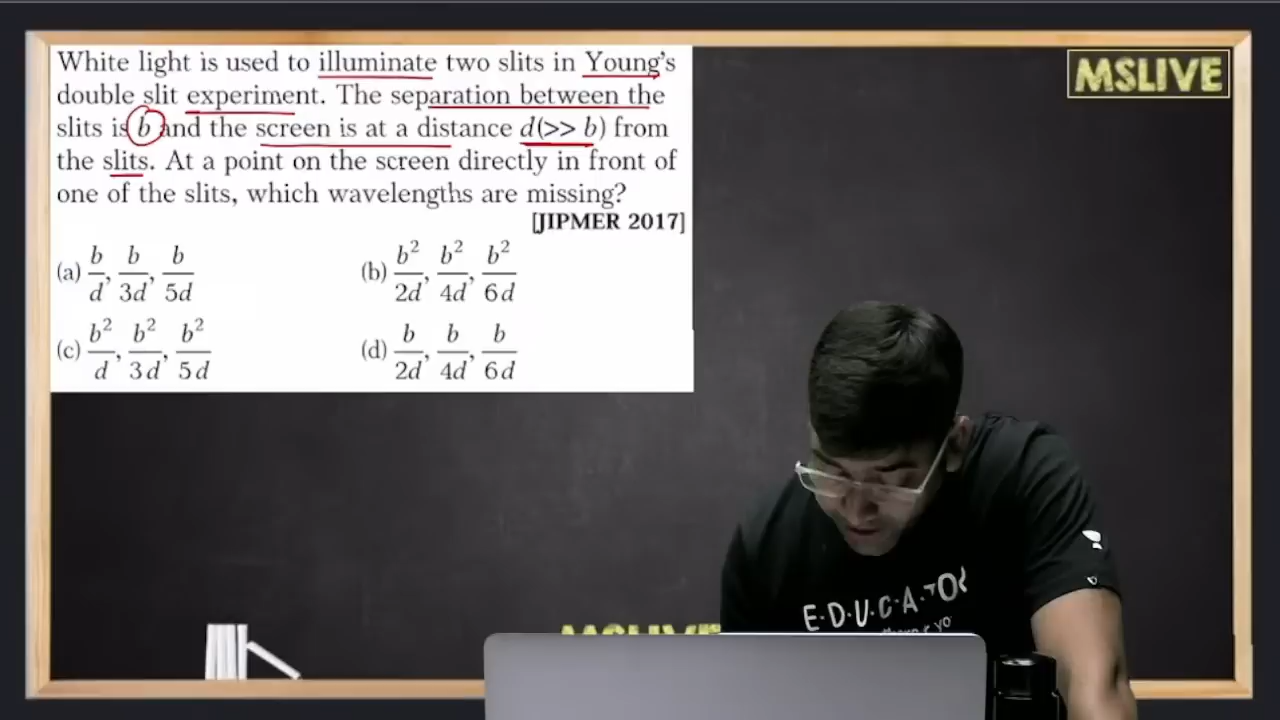 White light is used to illuminate two slits in Young's
double slit experiment. The separation between the
slits is b and the screen is at a distance d(>> b) from
the slits. At a point on the screen directly in front of
one of the slits, which wavelengths are missing?
[JIPMER 2017]
(a) b/d, b/3d, b/5d (b) b²/2d, b²/4d, b²/6d
(c) b²/d, b²/3d, b²/5d (d) b/2d, b/4d, b/6d
MSLIVE
E·D·U·C·A·TOR
MSLIVE